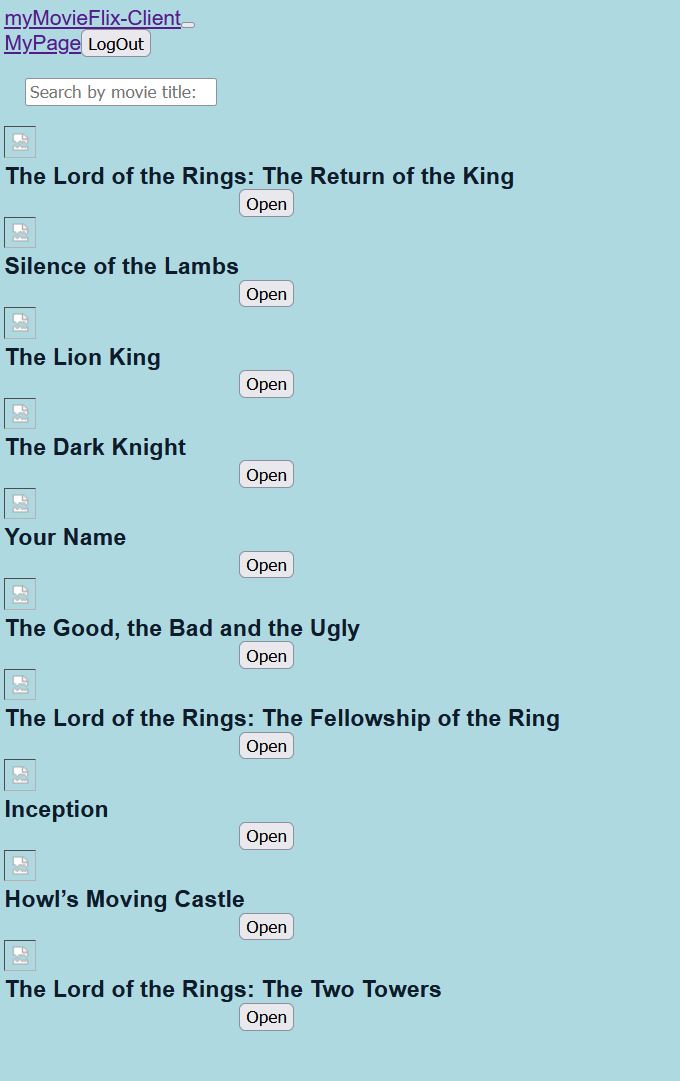 myMovieFlix-Client
MyPage LogOut
Search by movie title:
The Lord of the Rings: The Return of the King
Open
Silence of the Lambs
Open
The Lion King
Open
The Dark Knight
Open
Your Name
Open
The Good, the Bad and the Ugly
Open
The Lord of the Rings: The Fellowship of the Ring
Open
Inception
Open
Howl’s Moving Castle
Open
The Lord of the Rings: The Two Towers
Open